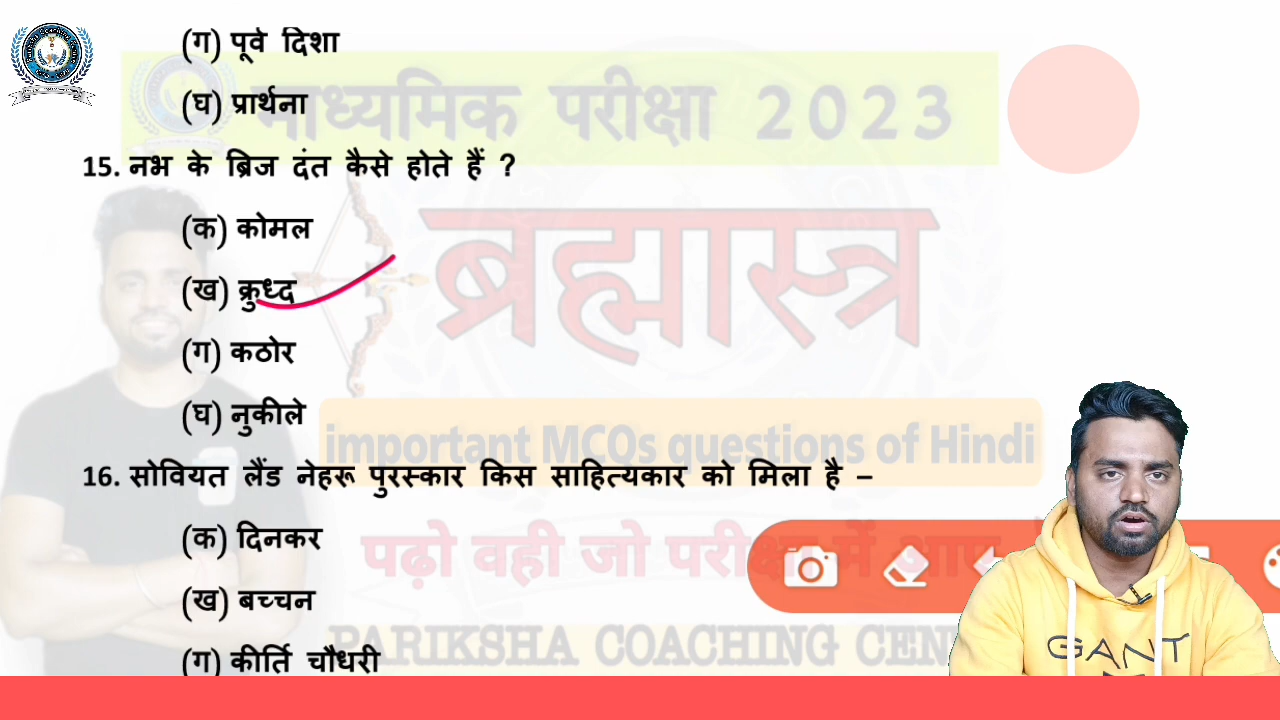 (ग) पूर्व दिशा
माध्यमिक परीक्षा 2023
(घ) प्रार्थना
15. नभ के ब्रिज दंत कैसे होते हैं ?
(क) कोमल
ब्रह्मास्त्र
(ख) क्रुध्द
(ग) कठोर
(घ) नुकीले
important MCQs questions of Hindi
16. सोवियत लैंड नेहरू पुरस्कार किस साहित्यकार को मिला है –
(क) दिनकर
पढ़ो वही जो परीक्षा में आए
(ख) बच्चन
PARIKSHA COACHING
(ग) कीर्ति चौधरी
GANT